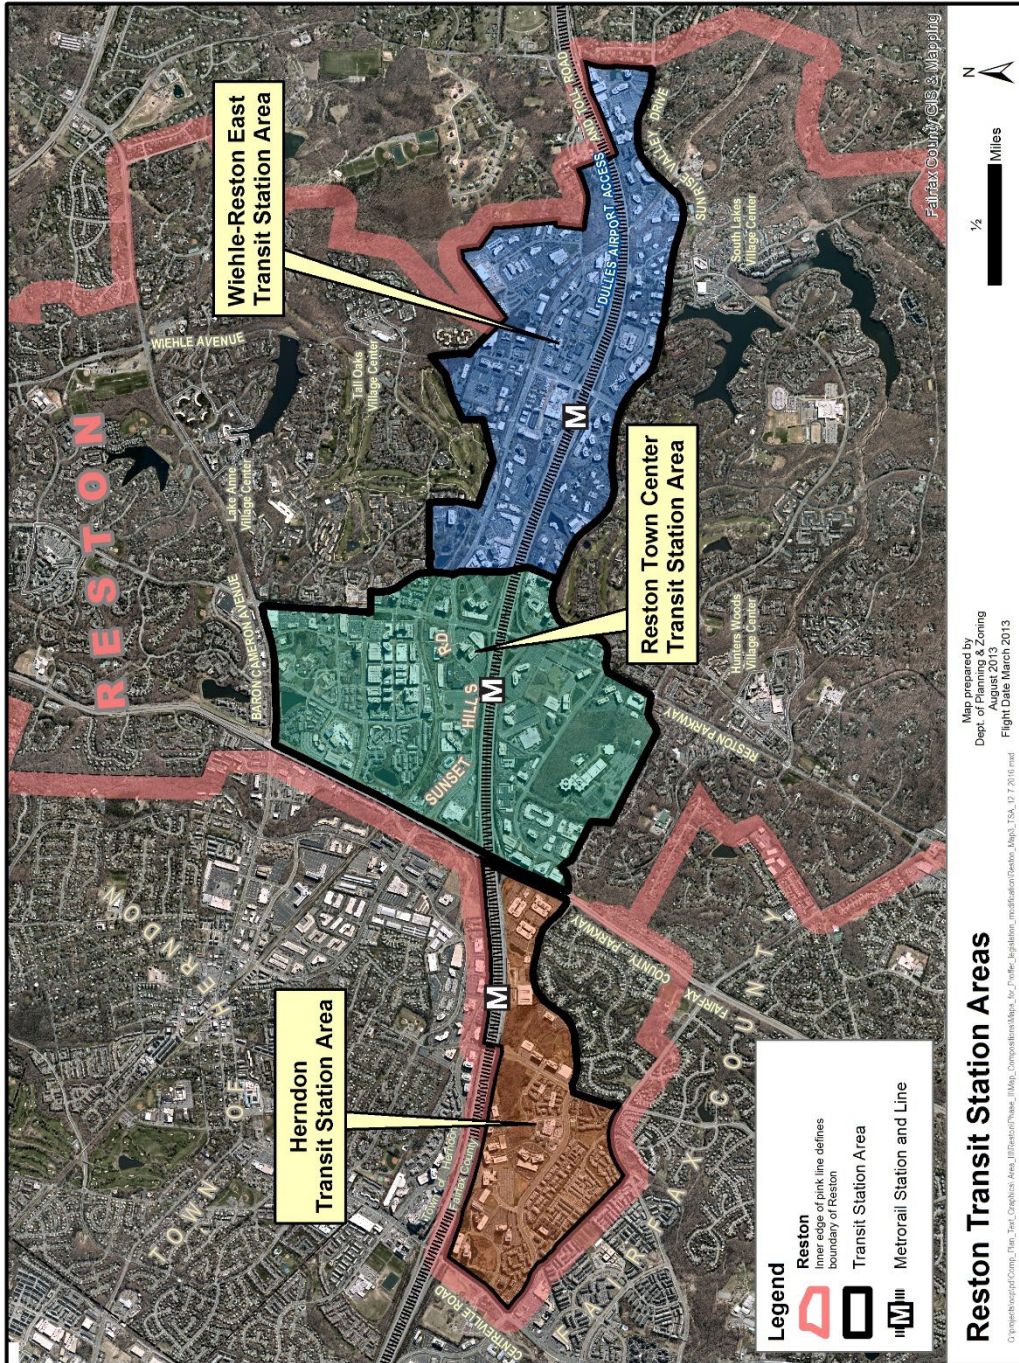 RESTON
Wiehle-Reston East
Transit Station Area
WIEHLE AVENUE
Tall Oaks
Village Center
Lake Anne
Village Center
BARON CAMERON AVENUE
DULLES AIRPORT ACCESS AND TOLL ROAD
SUNRISE VALLEY DRIVE
South Lakes
Village Center
M
Reston Town Center
Transit Station Area
SUNSET HILLS RD
M
Hunters Woods
Village Center
RESTON PARKWAY
TOWN OF HERNDON
Herndon
Transit Station Area
Town of Herndon
Fairfax County
M
CENTREVILLE ROAD
FAIRFAX COUNTY PARKWAY
FAIRFAX COUNTY
Fairfax County GIS & Mapping
Legend
Reston
Inner edge of pink line defines
boundary of Reston
Transit Station Area
M
Metrorail Station and Line
Reston Transit Station Areas
Map prepared by
Dept. of Planning & Zoning
August 2013
Flight Date March 2013
½
Miles
N